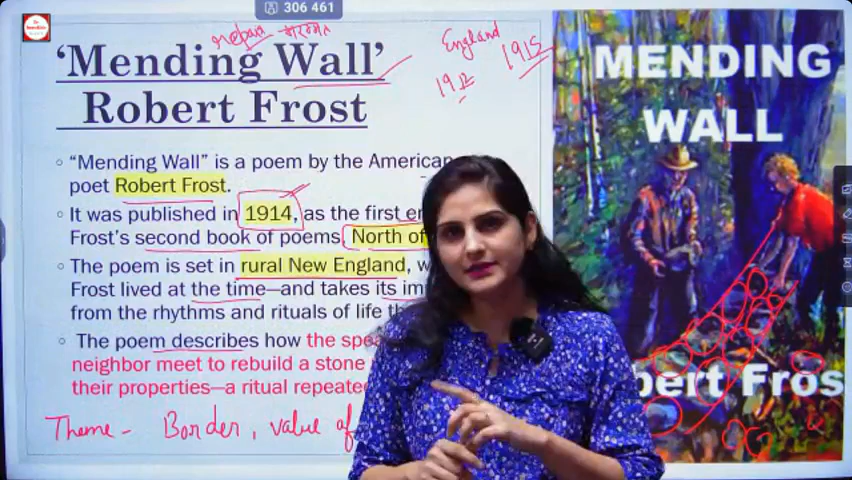 306 461
'Mending Wall'
Robert Frost
England
1915
1912
"Mending Wall" is a poem by the American
poet Robert Frost.
It was published in 1914, as the first
Frost's second book of poems, North of
The poem is set in rural New England,
Frost lived at the time—and takes its
from the rhythms and rituals of life
The poem describes how the
neighbor meet to rebuild a stone
their properties—a ritual
Theme - Border, value of
MENDING
WALL